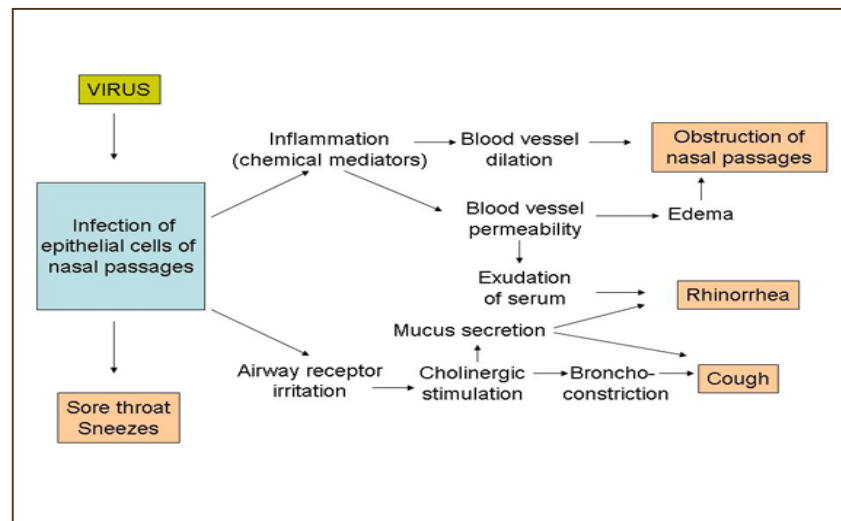 VIRUS
Inflammation
(chemical mediators)
Blood vessel
dilation
Obstruction of
nasal passages
Infection of
epithelial cells of
nasal passages
Blood vessel
permeability
Edema
Exudation
of serum
Rhinorrhea
Mucus secretion
Airway receptor
irritation
Cholinergic
stimulation
Broncho-
constriction
Cough
Sore throat
Sneezes